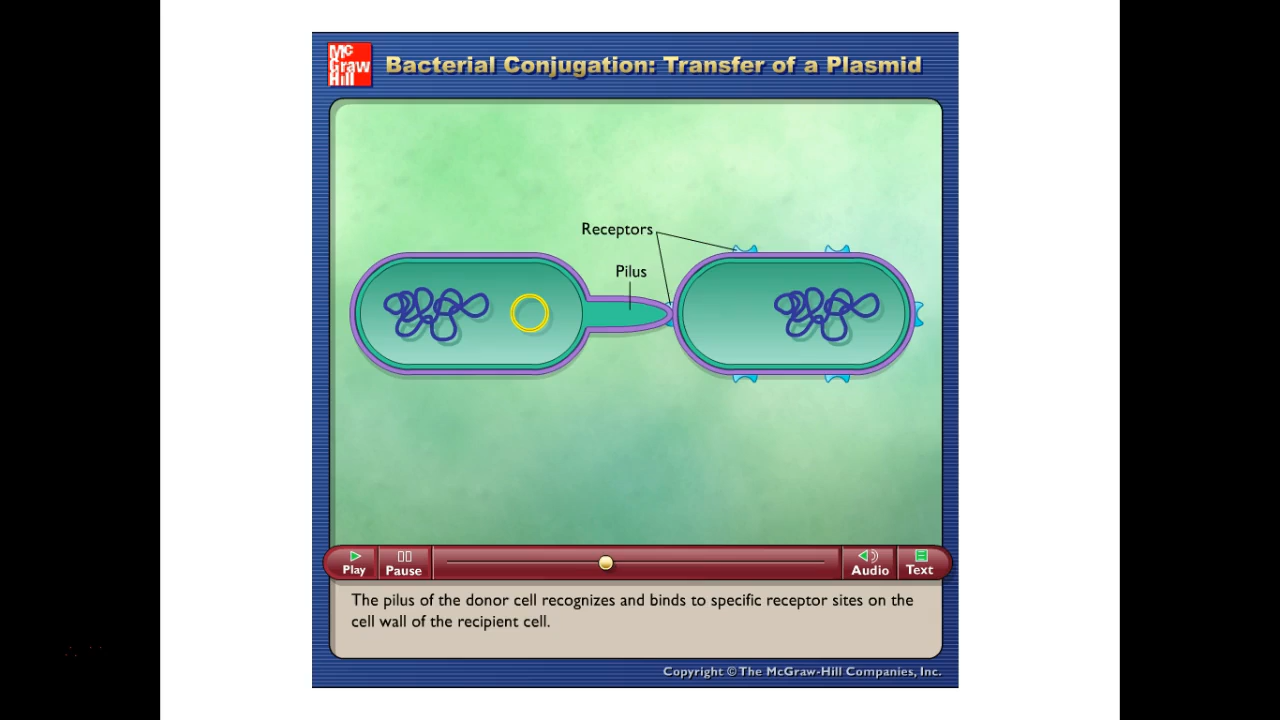 Mc
Graw
Hill
Bacterial Conjugation: Transfer of a Plasmid
Receptors
Pilus
Play
Pause
Audio
Text
The pilus of the donor cell recognizes and binds to specific receptor sites on the
cell wall of the recipient cell.
Copyright © The McGraw-Hill Companies, Inc.